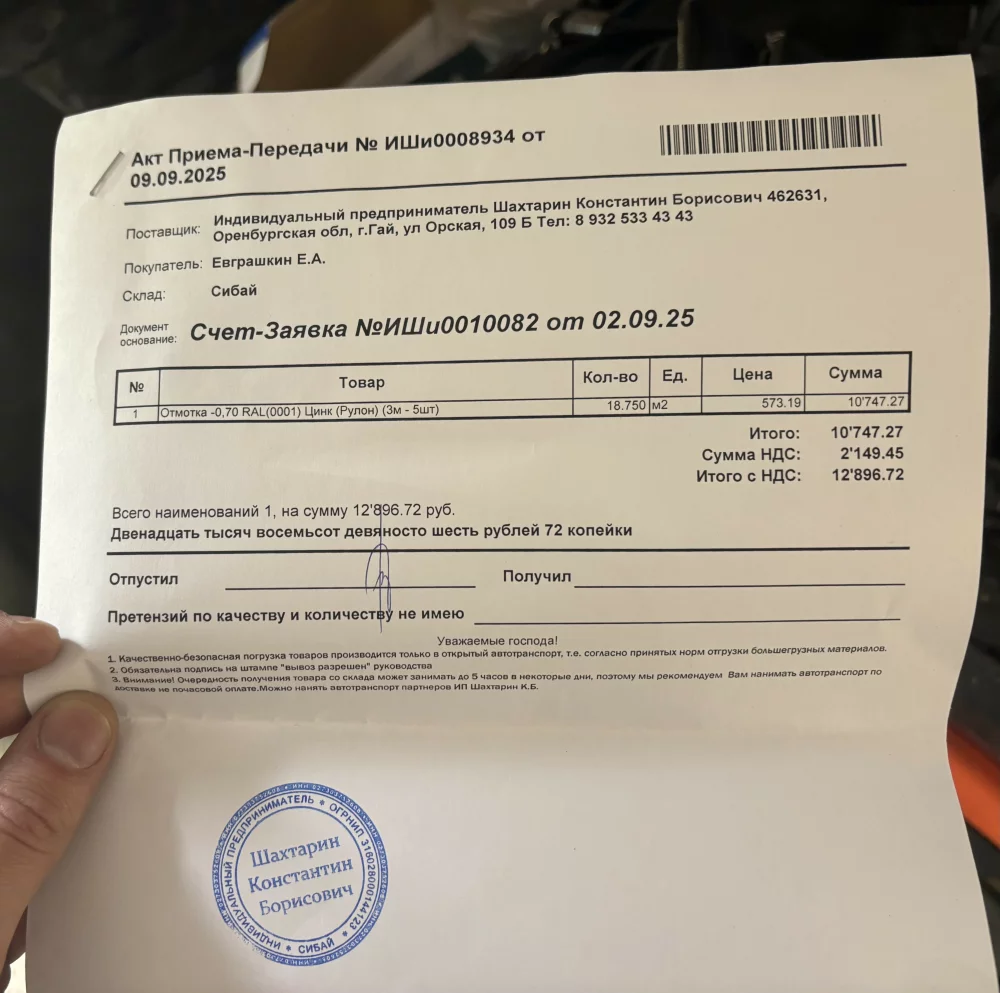 Акт Приема-Передачи № ИШи0008934 от
09.09.2025
Поставщик: Индивидуальный предприниматель Шахтарин Константин Борисович 462631,
Оренбургская обл, г.Гай, ул Орская, 109 Б Тел: 8 932 533 43 43
Покупатель: Евграшкин Е.А.
Склад: Сибай
Документ основание: Счет-Заявка №ИШи0010082 от 02.09.25
№ Товар Кол-во Ед. Цена Сумма
1 Отмотка -0,70 RAL(0001) Цинк (Рулон) (3м - 5шт) 18.750 м2 573.19 10'747.27
Итого: 10'747.27
Сумма НДС: 2'149.45
Итого с НДС: 12'896.72
Всего наименований 1, на сумму 12'896.72 руб.
Двенадцать тысяч восемьсот девяносто шесть рублей 72 копейки
Отпустил Получил
Претензий по качеству и количеству не имею
Уважаемые господа!
1. Качественно-безопасная погрузка товаров производится только в открытый автотранспорт, т.е. согласно принятых норм отгрузки большегрузных материалов.
2. Обязательна подпись на штампе "вывоз разрешен" руководства
3. Внимание! Очередность получения товара со склада может занимать до 5 часов в некоторые дни, поэтому мы рекомендуем Вам нанимать автотранспорт по
доставке не почасовой оплате.Можно нанять автотранспорт партнеров ИП Шахтарин К.Б.
ИНДИВИДУАЛЬНЫЙ ПРЕДПРИНИМАТЕЛЬ * ОГРНИП 316028000144123 * СИБАЙ *
Шахтарин
Константин
Борисович